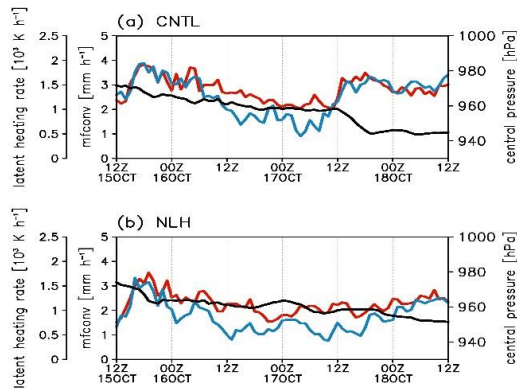 (a) CNTL
latent heating rate [10³ K h⁻¹]
2.5
2
1.5
1
0.5
0
mfconv [mm h⁻¹]
5
4
3
2
1
0
1000
980
960
940
central pressure [hPa]
12Z 00Z 12Z 00Z 12Z 00Z 12Z
15OCT 16OCT 17OCT 18OCT
(b) NLH
latent heating rate [10³ K h⁻¹]
2.5
2
1.5
1
0.5
0
mfconv [mm h⁻¹]
5
4
3
2
1
0
1000
980
960
940
central pressure [hPa]
12Z 00Z 12Z 00Z 12Z 00Z 12Z
15OCT 16OCT 17OCT 18OCT